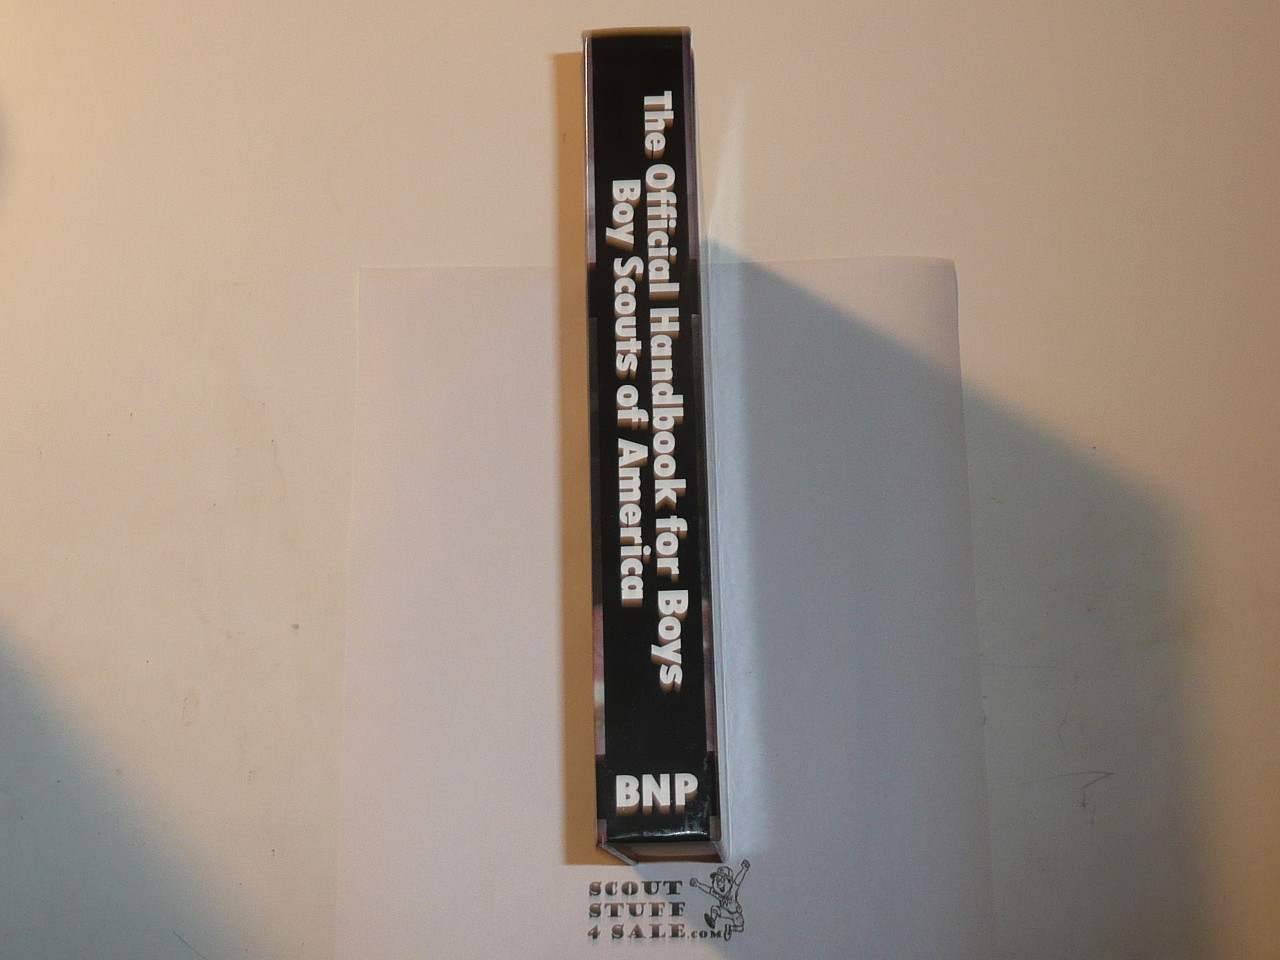 The Official Handbook for Boys
Boy Scouts of America
BNP
SCOUT
STUFF
4 SALE.COM